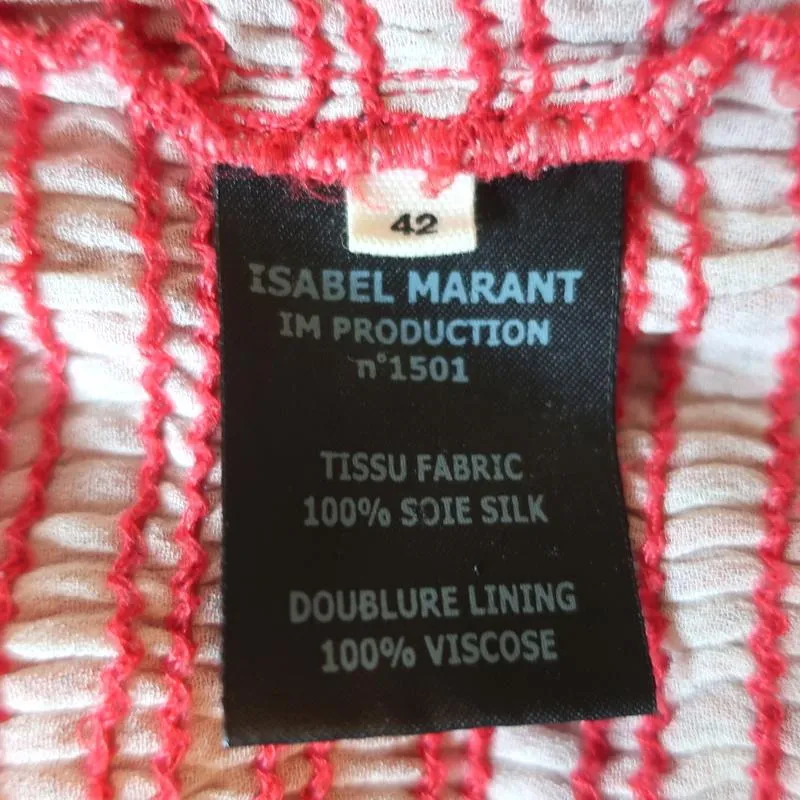 42
ISABEL MARANT
IM PRODUCTION
n°1501
TISSU FABRIC
100% SOIE SILK
DOUBLURE LINING
100% VISCOSE